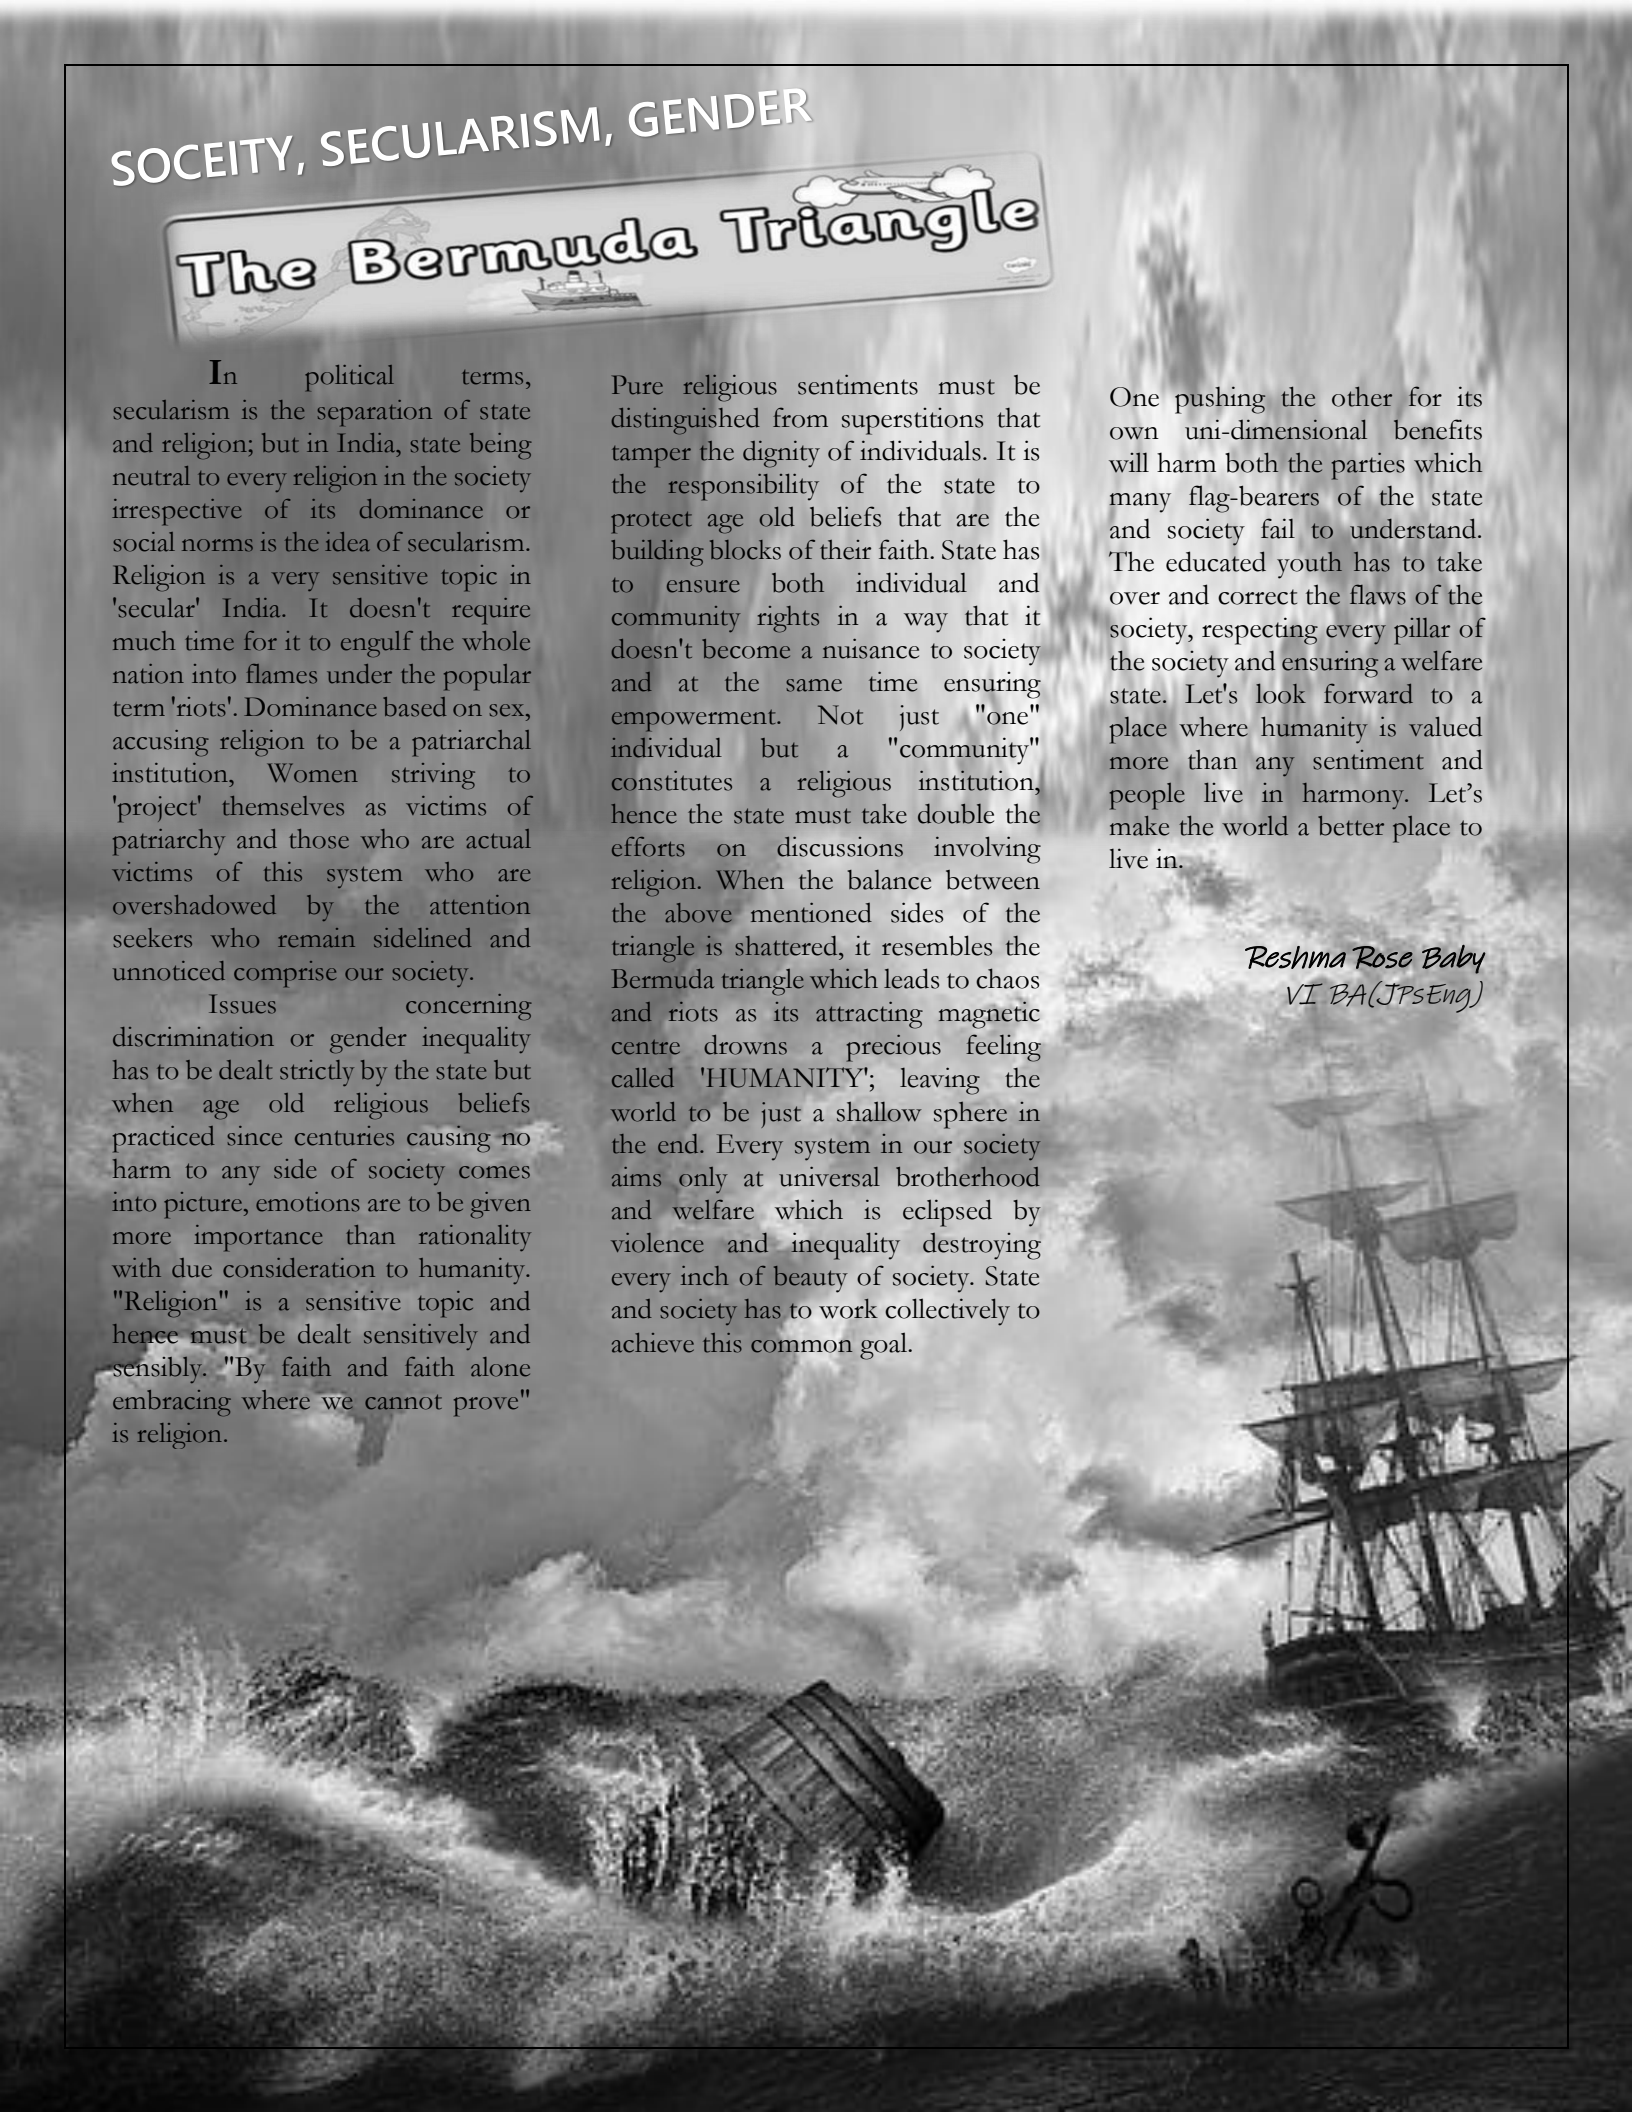 SOCEITY, SECULARISM, GENDER
The Bermuda Triangle
In political terms,
secularism is the separation of state
and religion; but in India, state being
neutral to every religion in the society
irrespective of its dominance or
social norms is the idea of secularism.
Religion is a very sensitive topic in
'secular' India. It doesn't require
much time for it to engulf the whole
nation into flames under the popular
term 'riots'. Dominance based on sex,
accusing religion to be a patriarchal
institution, Women striving to
'project' themselves as victims of
patriarchy and those who are actual
victims of this system who are
overshadowed by the attention
seekers who remain sidelined and
unnoticed comprise our society.
Issues concerning
discrimination or gender inequality
has to be dealt strictly by the state but
when age old religious beliefs
practiced since centuries causing no
harm to any side of society comes
into picture, emotions are to be given
more importance than rationality
with due consideration to humanity.
"Religion" is a sensitive topic and
hence must be dealt sensitively and
sensibly. "By faith and faith alone
embracing where we cannot prove"
is religion.
Pure religious sentiments must be
distinguished from superstitions that
tamper the dignity of individuals. It is
the responsibility of the state to
protect age old beliefs that are the
building blocks of their faith. State has
to ensure both individual and
community rights in a way that it
doesn't become a nuisance to society
and at the same time ensuring
empowerment. Not just "one"
individual but a "community"
constitutes a religious institution,
hence the state must take double the
efforts on discussions involving
religion. When the balance between
the above mentioned sides of the
triangle is shattered, it resembles the
Bermuda triangle which leads to chaos
and riots as its attracting magnetic
centre drowns a precious feeling
called 'HUMANITY'; leaving the
world to be just a shallow sphere in
the end. Every system in our society
aims only at universal brotherhood
and welfare which is eclipsed by
violence and inequality destroying
every inch of beauty of society. State
and society has to work collectively to
achieve this common goal.
One pushing the other for its
own uni-dimensional benefits
will harm both the parties which
many flag-bearers of the state
and society fail to understand.
The educated youth has to take
over and correct the flaws of the
society, respecting every pillar of
the society and ensuring a welfare
state. Let's look forward to a
place where humanity is valued
more than any sentiment and
people live in harmony. Let’s
make the world a better place to
live in.
Reshma Rose Baby
VI BA(JPsEng)